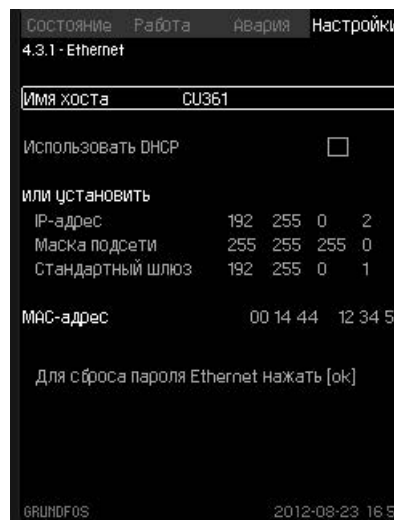 Состояние Работа Авария Настройки
4.3.1 - Ethernet
Имя хоста CU361
Использовать DHCP
или установить
IP-адрес 192 255 0 2
Маска подсети 255 255 255 0
Стандартный шлюз 192 255 0 1
MAC-адрес 00 14 44 12 34 5
Для сброса пароля Ethernet нажать [ok]
GRUNDFOS 2012-08-23 16:5